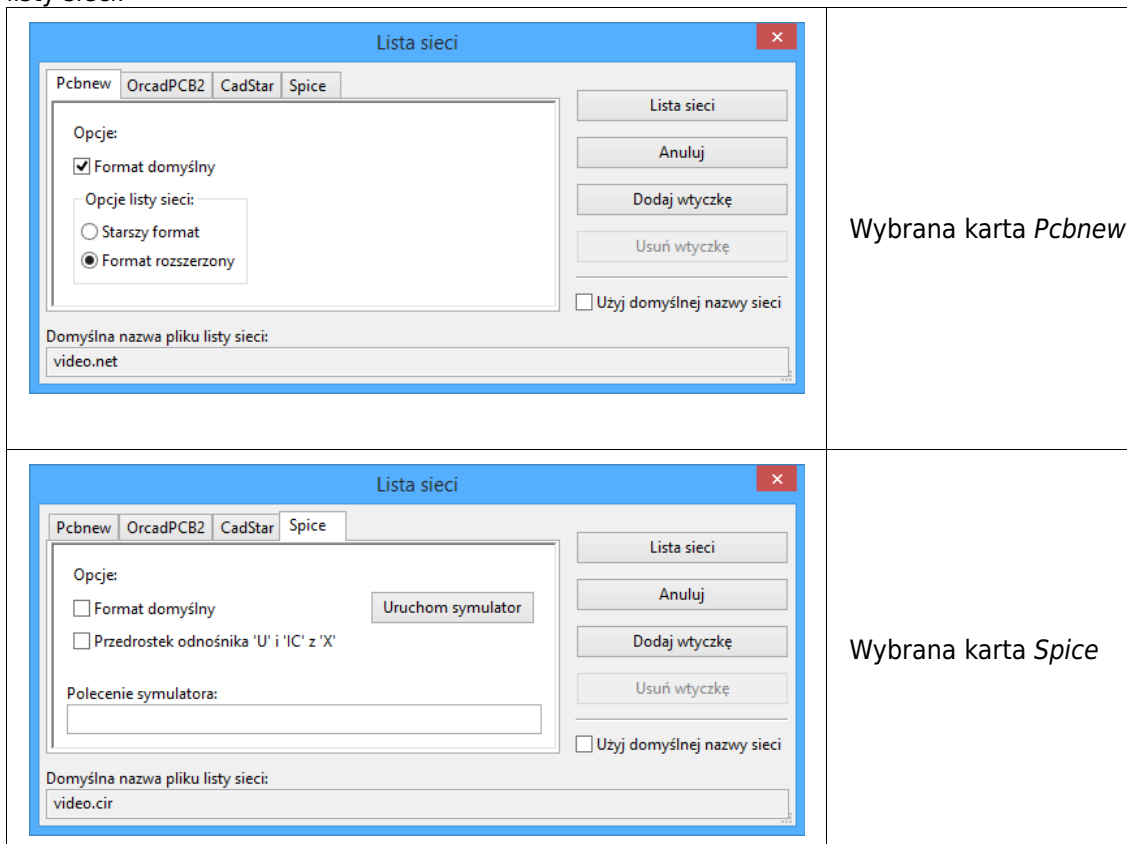 listy sieci.
Lista sieci
Pcbnew OrcadPCB2 CadStar Spice
Opcje:
Format domyślny
Opcje listy sieci:
Starszy format
Format rozszerzony
Lista sieci
Anuluj
Dodaj wtyczkę
Usuń wtyczkę
Użyj domyślnej nazwy sieci
Domyślna nazwa pliku listy sieci:
video.net
Wybrana karta Pcbnew
Lista sieci
Pcbnew OrcadPCB2 CadStar Spice
Opcje:
Format domyślny
Uruchom symulator
Przedrostek odnośnika 'U' i 'IC' z 'X'
Polecenie symulatora:
Lista sieci
Anuluj
Dodaj wtyczkę
Usuń wtyczkę
Użyj domyślnej nazwy sieci
Domyślna nazwa pliku listy sieci:
video.cir
Wybrana karta Spice